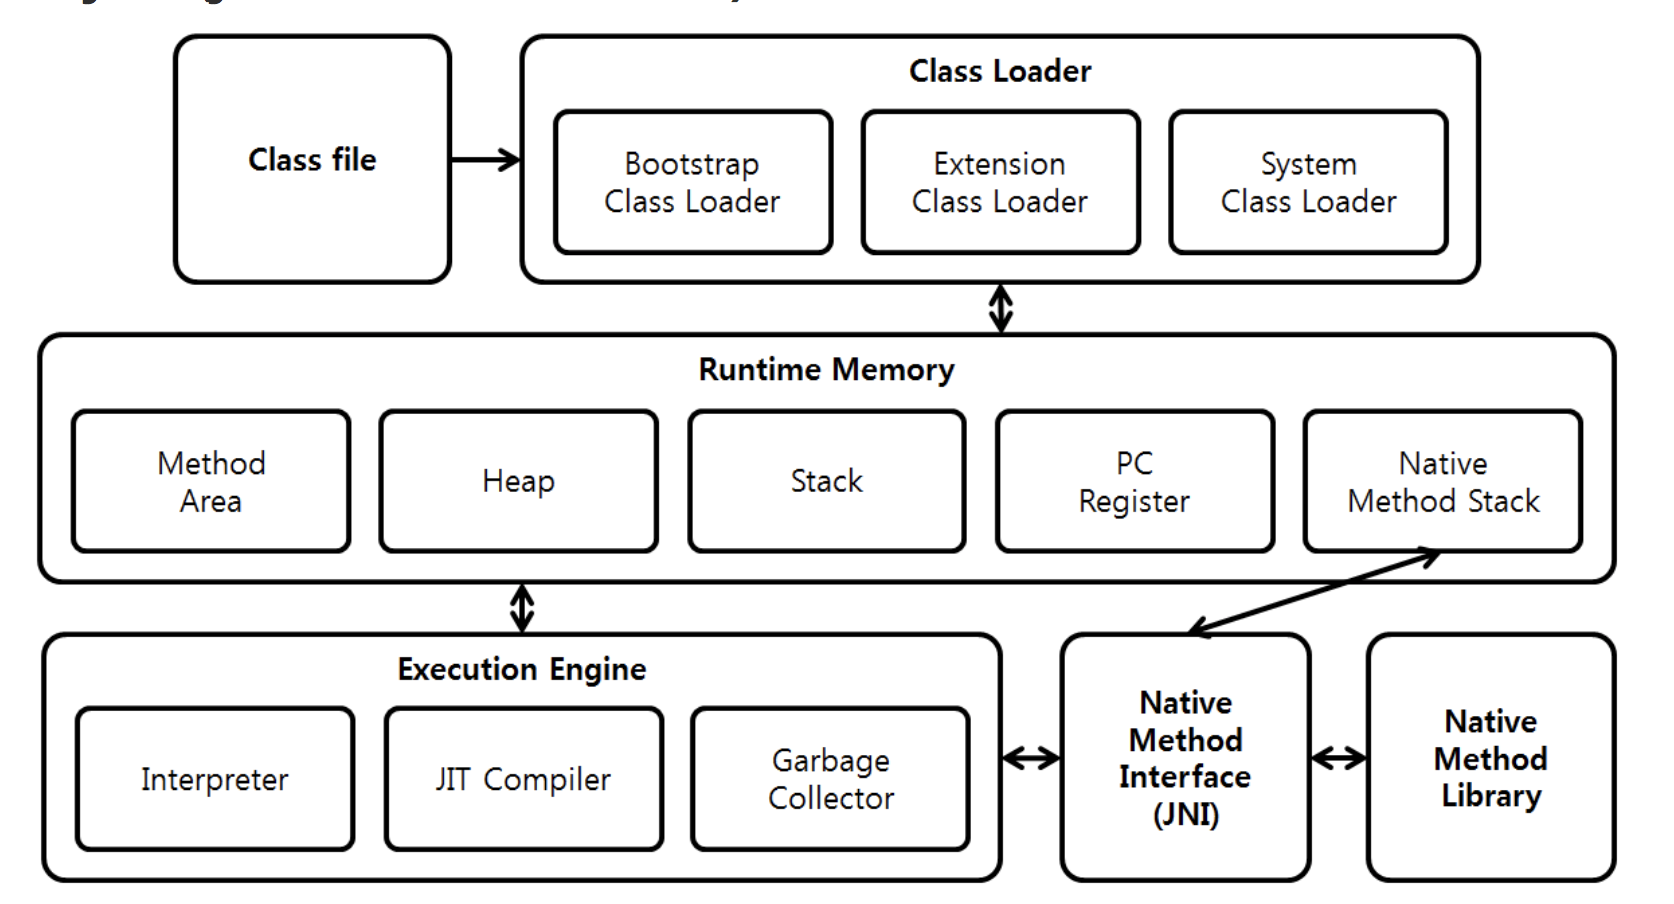 Class file
Class Loader
Bootstrap
Class Loader
Extension
Class Loader
System
Class Loader
Runtime Memory
Method
Area
Heap
Stack
PC
Register
Native
Method Stack
Execution Engine
Interpreter
JIT Compiler
Garbage
Collector
Native
Method
Interface
(JNI)
Native
Method
Library